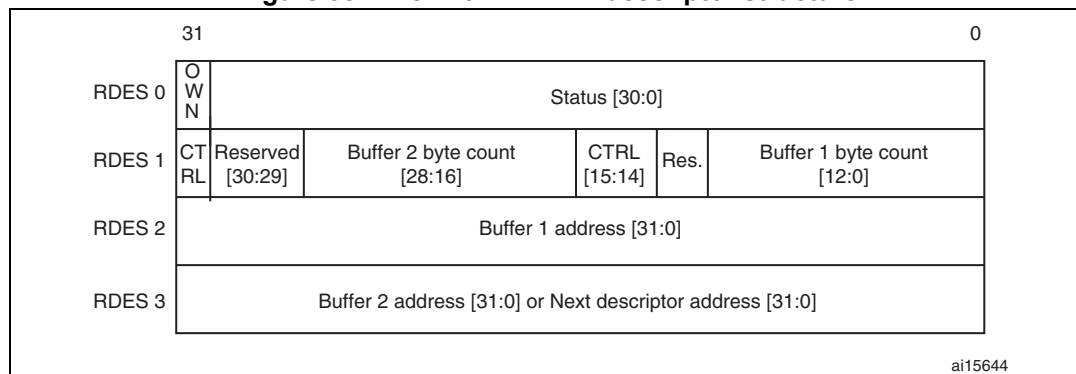 31 0
RDES 0
O
W
N
Status [30:0]
RDES 1
CT
RL
Reserved
[30:29]
Buffer 2 byte count
[28:16]
CTRL
[15:14]
Res.
Buffer 1 byte count
[12:0]
RDES 2
Buffer 1 address [31:0]
RDES 3
Buffer 2 address [31:0] or Next descriptor address [31:0]
ai15644